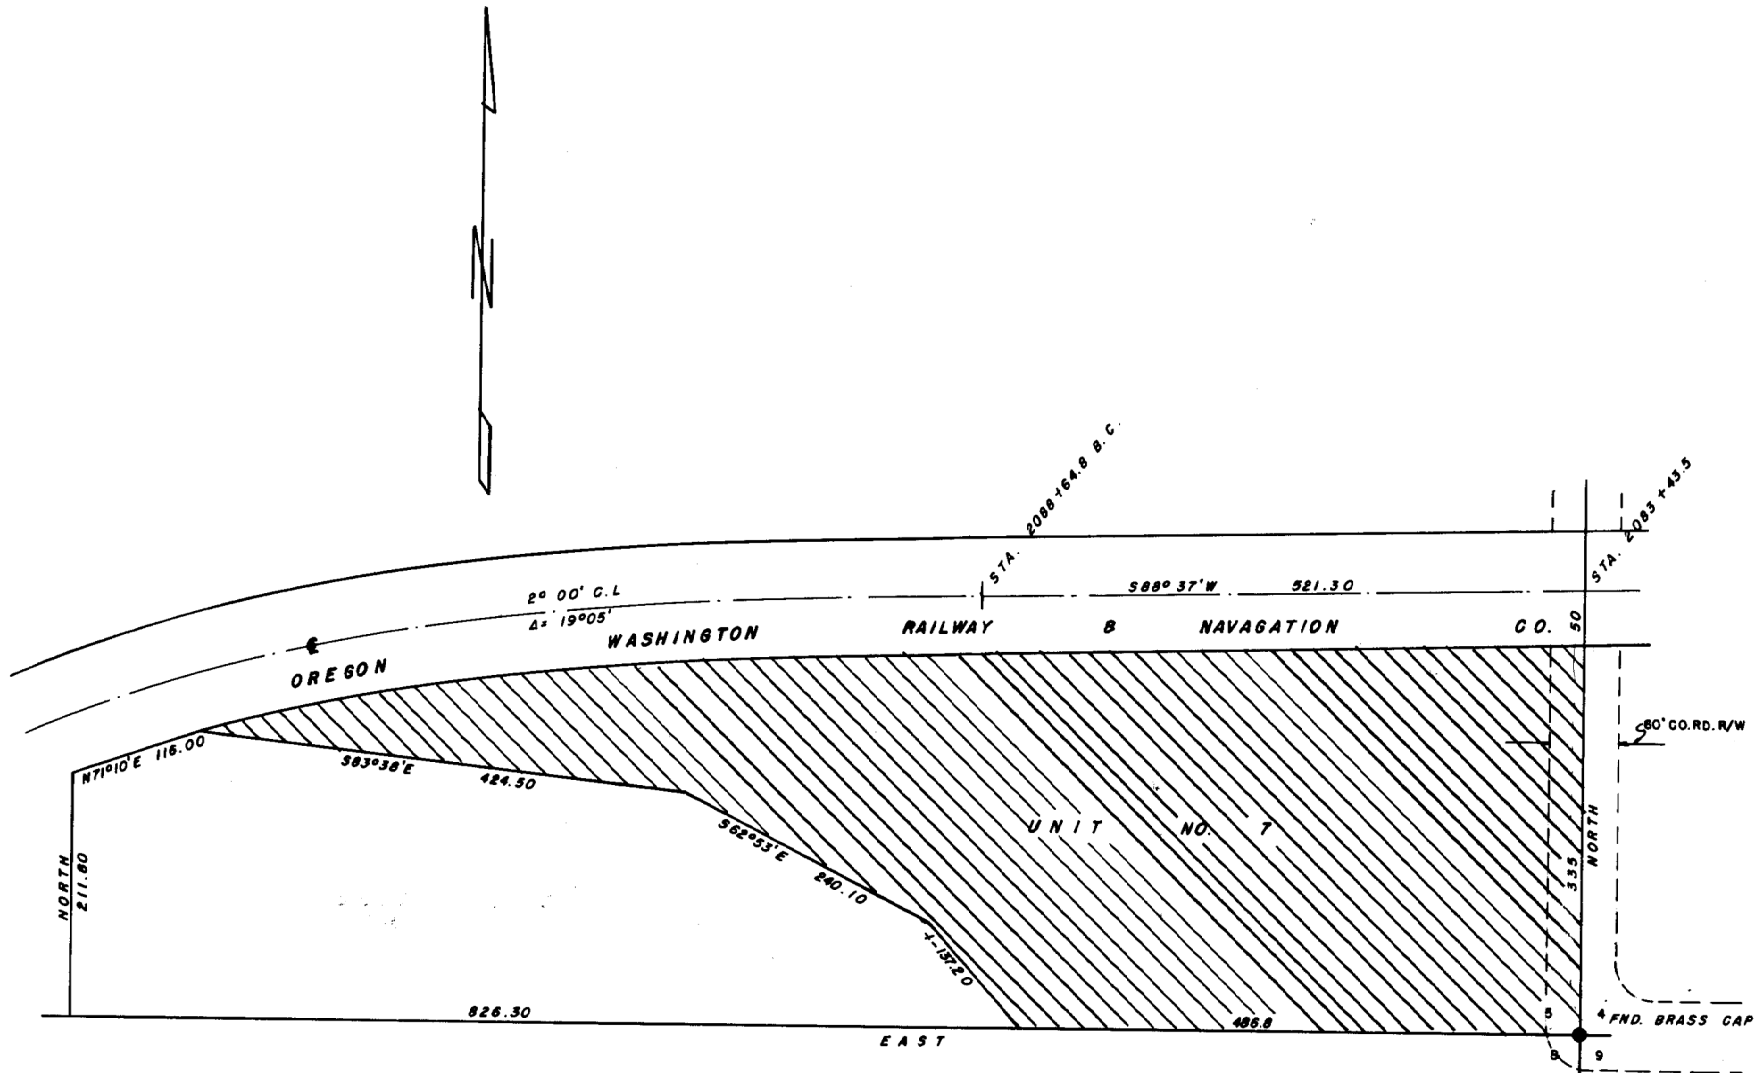 N
STA. 2088+64.8 B.C.
STA. 2083+43.5
2° 00' C.L
Δ= 19°05'
S88° 37'W 521.30
OREGON WASHINGTON RAILWAY & NAVAGATION CO.
50
60' CO.RD.R/W
N71°10'E 115.00
S83°38'E 424.50
S62°53'E 240.10
+-137.20
UNIT NO. 7
NORTH 211.80
335
NORTH
826.30
486.8
EAST
5 4
FND. BRASS CAP
8 9